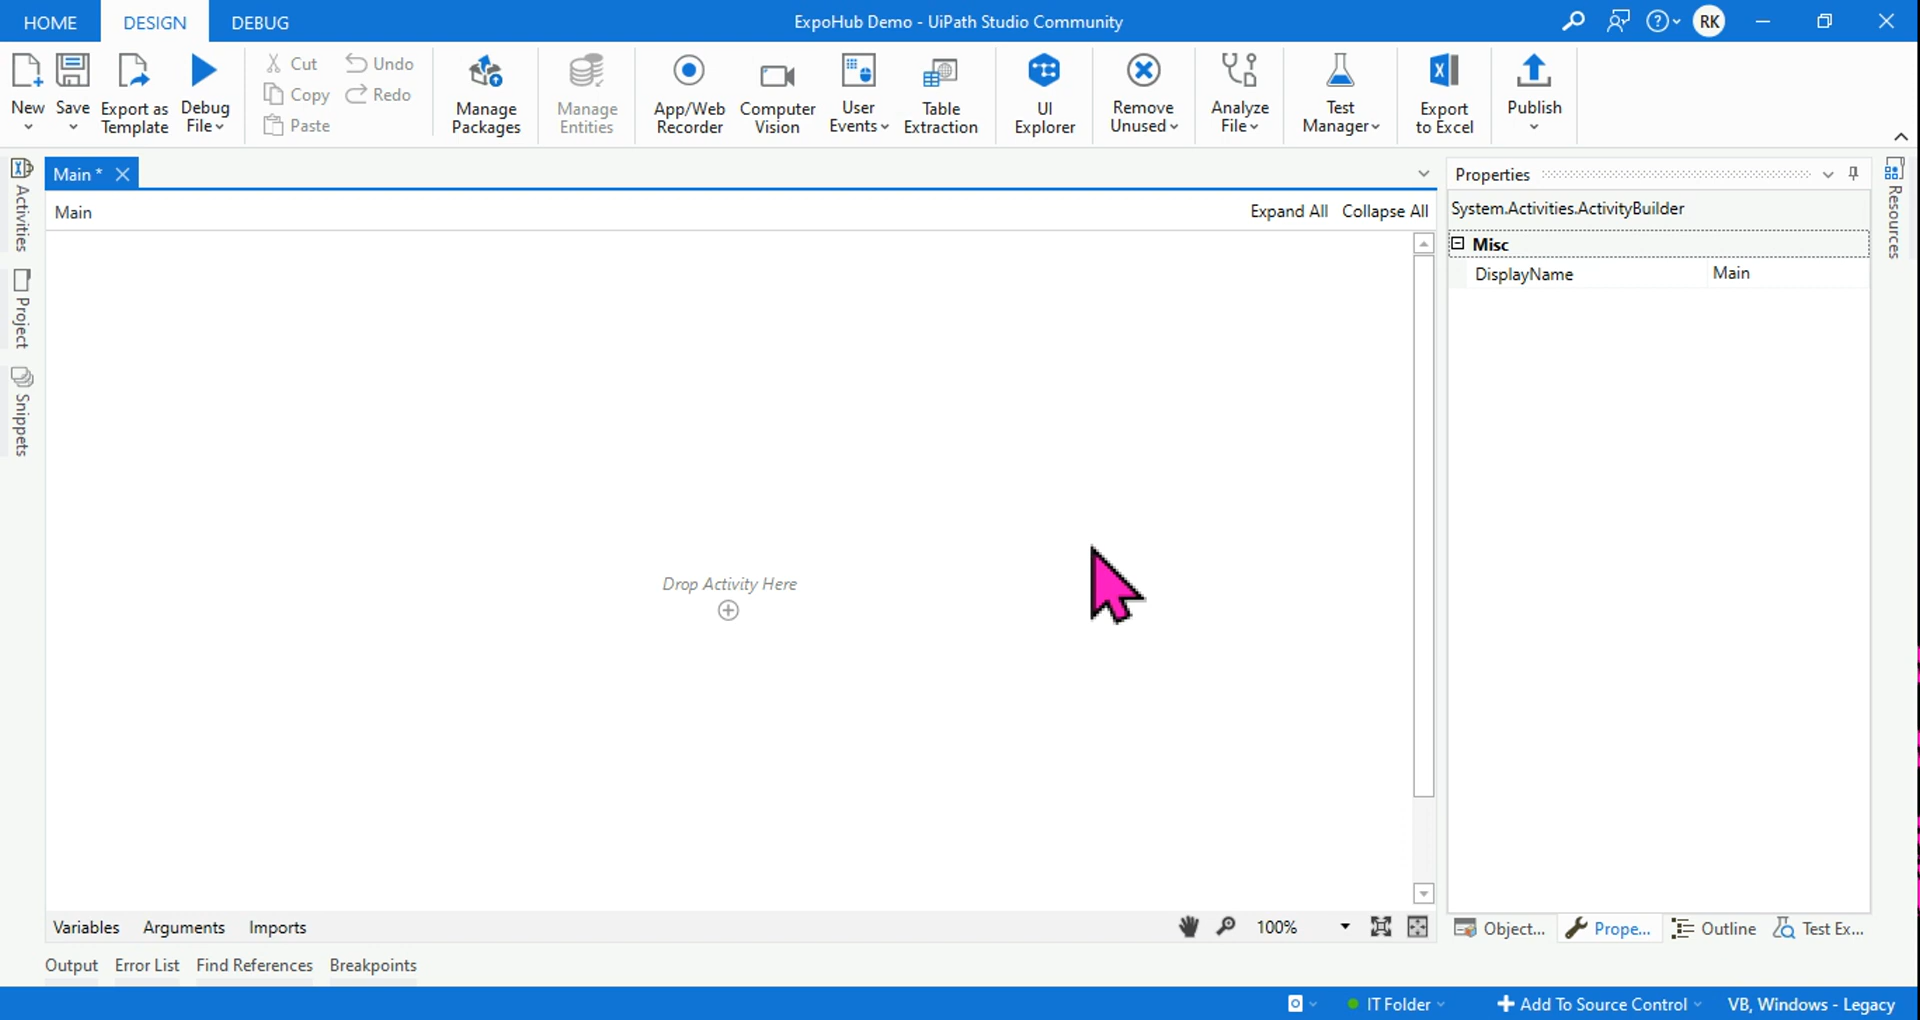 HOME DESIGN DEBUG ExpoHub Demo - UiPath Studio Community RK
New Save Export as Template Debug File Cut Copy Paste Undo Redo Manage Packages Manage Entities App/Web Recorder Computer Vision User Events Table Extraction UI Explorer Remove Unused Analyze File Test Manager Export to Excel Publish
Main *
Main Expand All Collapse All
Activities
Project
Snippets
Drop Activity Here
Properties
System.Activities.ActivityBuilder
Misc
DisplayName Main
Resources
Variables Arguments Imports 100%
Object... Prope... Outline Test Ex...
Output Error List Find References Breakpoints
IT Folder Add To Source Control VB, Windows - Legacy